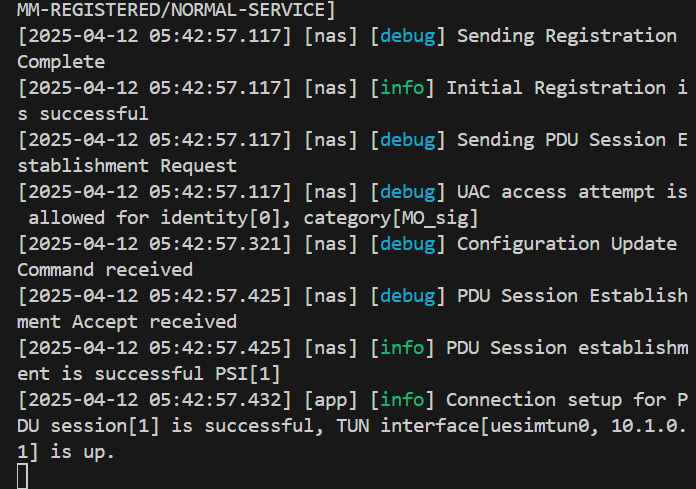 MM-REGISTERED/NORMAL-SERVICE]
[2025-04-12 05:42:57.117] [nas] [debug] Sending Registration
Complete
[2025-04-12 05:42:57.117] [nas] [info] Initial Registration i
s successful
[2025-04-12 05:42:57.117] [nas] [debug] Sending PDU Session E
stablishment Request
[2025-04-12 05:42:57.117] [nas] [debug] UAC access attempt is
 allowed for identity[0], category[MO_sig]
[2025-04-12 05:42:57.321] [nas] [debug] Configuration Update
Command received
[2025-04-12 05:42:57.425] [nas] [debug] PDU Session Establish
ment Accept received
[2025-04-12 05:42:57.425] [nas] [info] PDU Session establishm
ent is successful PSI[1]
[2025-04-12 05:42:57.432] [app] [info] Connection setup for P
DU session[1] is successful, TUN interface[uesimtun0, 10.1.0.
1] is up.